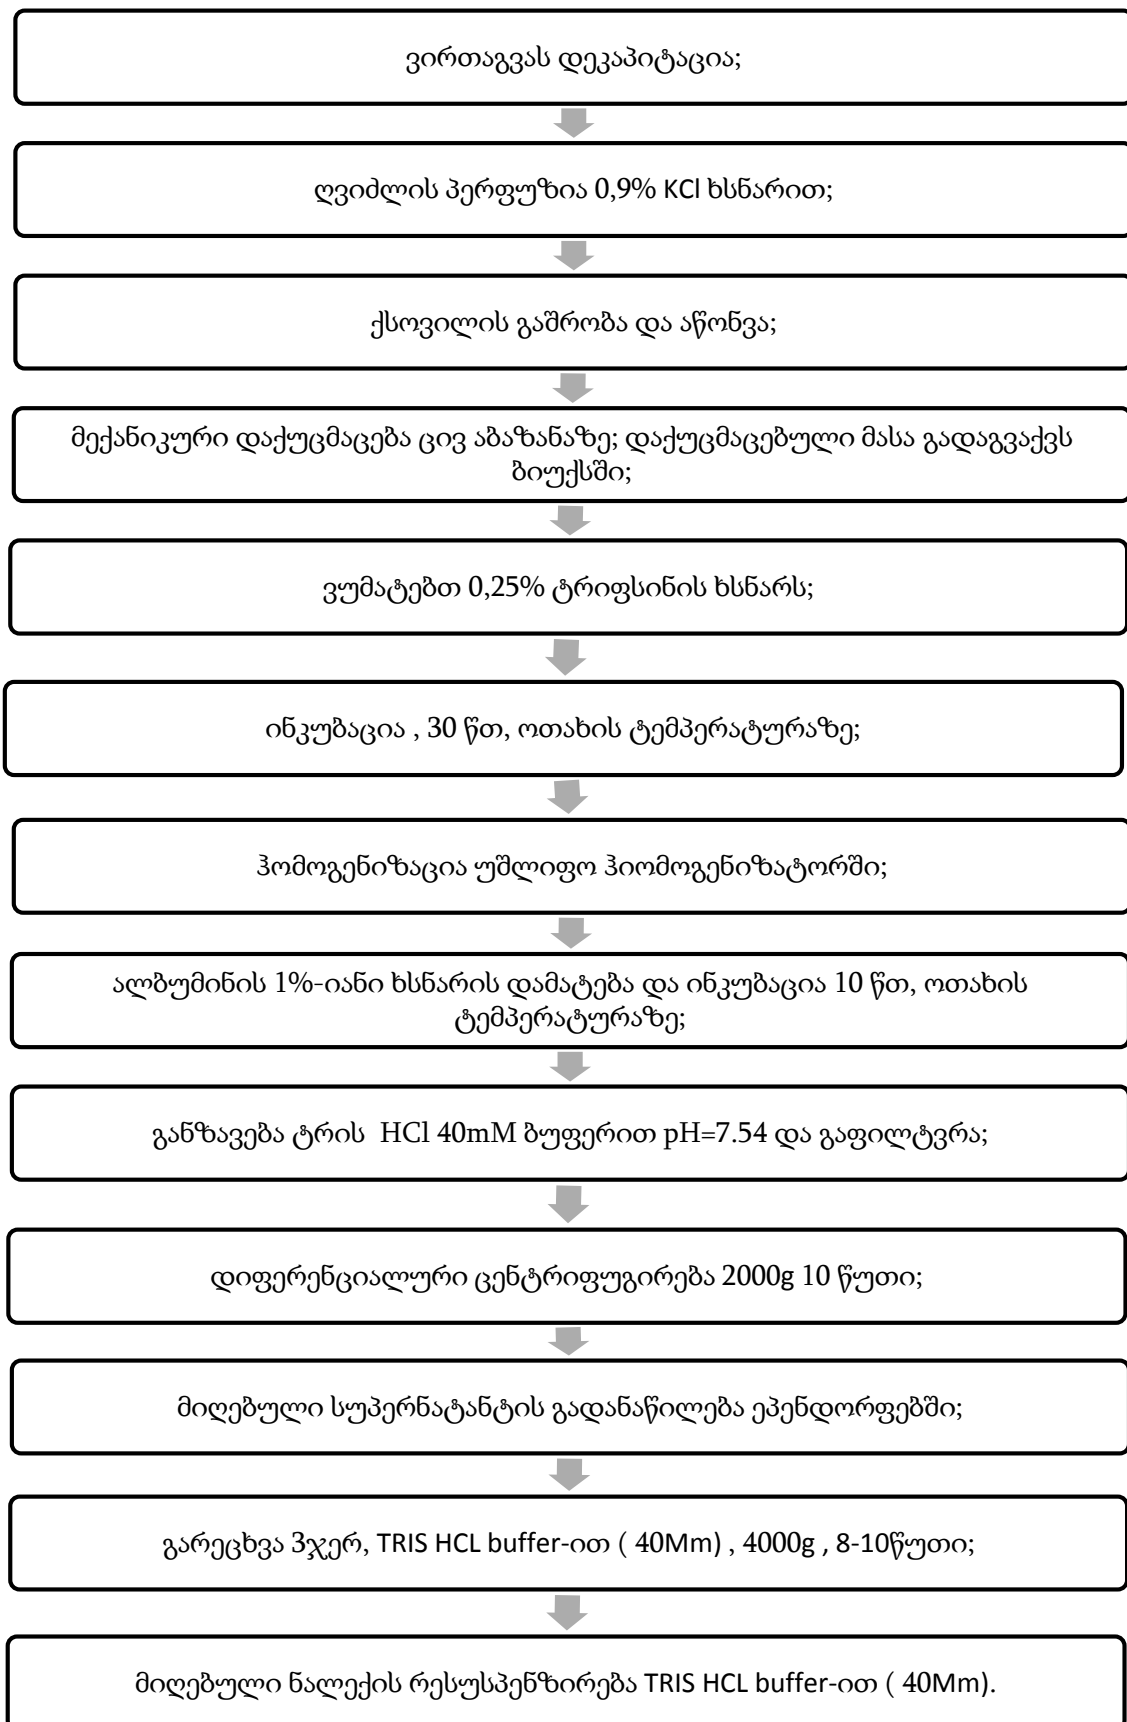 ვირთაგვას დეკაპიტაცია;
ღვიძლის პერფუზია 0,9% KCl ხსნარით;
ქსოვილის გაშრობა და აწონვა;
მექანიკური დაქუცმაცება ცივ აბაზანაზე; დაქუცმაცებული მასა გადაგვაქვს
ბიუქსში;
ვუმატებთ 0,25% ტრიფსინის ხსნარს;
ინკუბაცია , 30 წთ, ოთახის ტემპერატურაზე;
ჰომოგენიზაცია უშლიფო ჰიომოგენიზატორში;
ალბუმინის 1%-იანი ხსნარის დამატება და ინკუბაცია 10 წთ, ოთახის
ტემპერატურაზე;
განზავება ტრის HCl 40mM ბუფერით pH=7.54 და გაფილტვრა;
დიფერენციალური ცენტრიფუგირება 2000g 10 წუთი;
მიღებული სუპერნატანტის გადანაწილება ეპენდორფებში;
გარეცხვა 3ჯერ, TRIS HCL buffer-ით ( 40Mm) , 4000g , 8-10წუთი;
მიღებული ნალექის რესუსპენზირება TRIS HCL buffer-ით ( 40Mm).